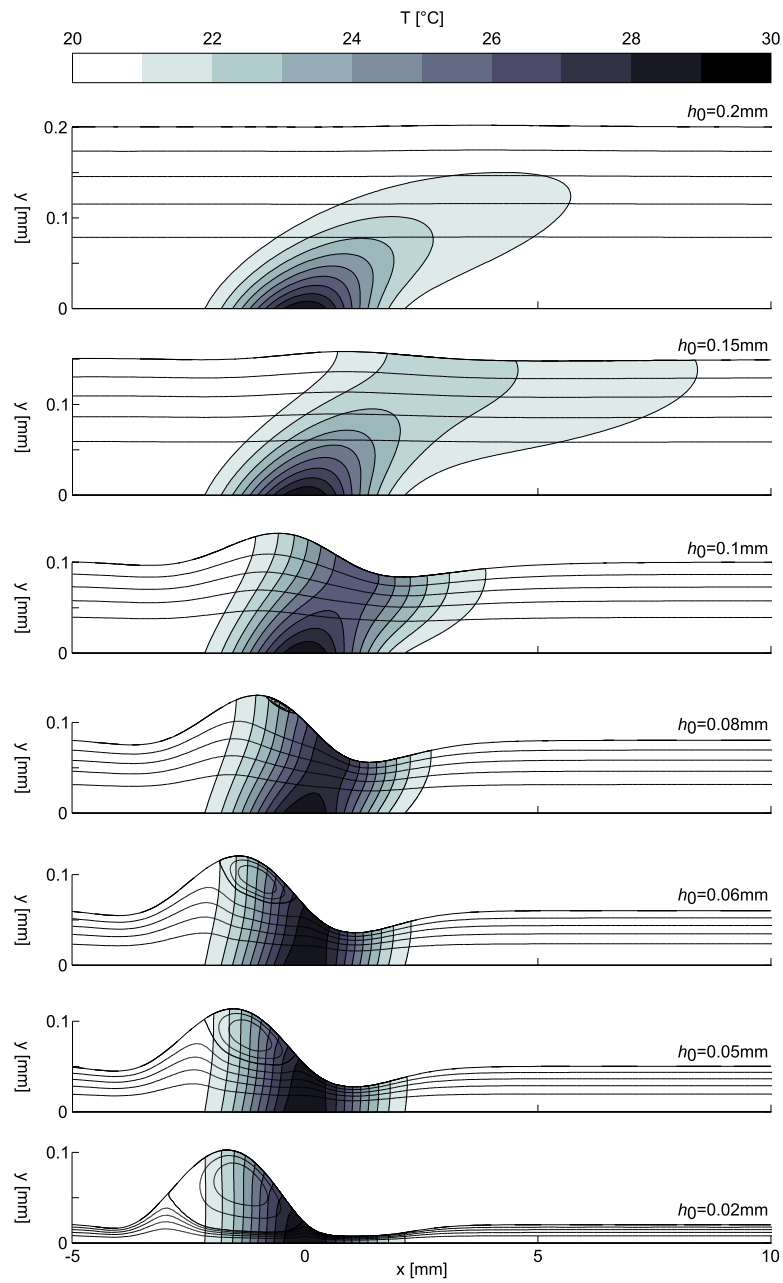 T [°C]
20 22 24 26 28 30
h0=0.2mm
0.2
0.1
0
y [mm]
h0=0.15mm
0.1
0
y [mm]
h0=0.1mm
0.1
0
y [mm]
h0=0.08mm
0.1
0
y [mm]
h0=0.06mm
0.1
0
y [mm]
h0=0.05mm
0.1
0
y [mm]
h0=0.02mm
0.1
0
y [mm]
-5 0 5 10
x [mm]